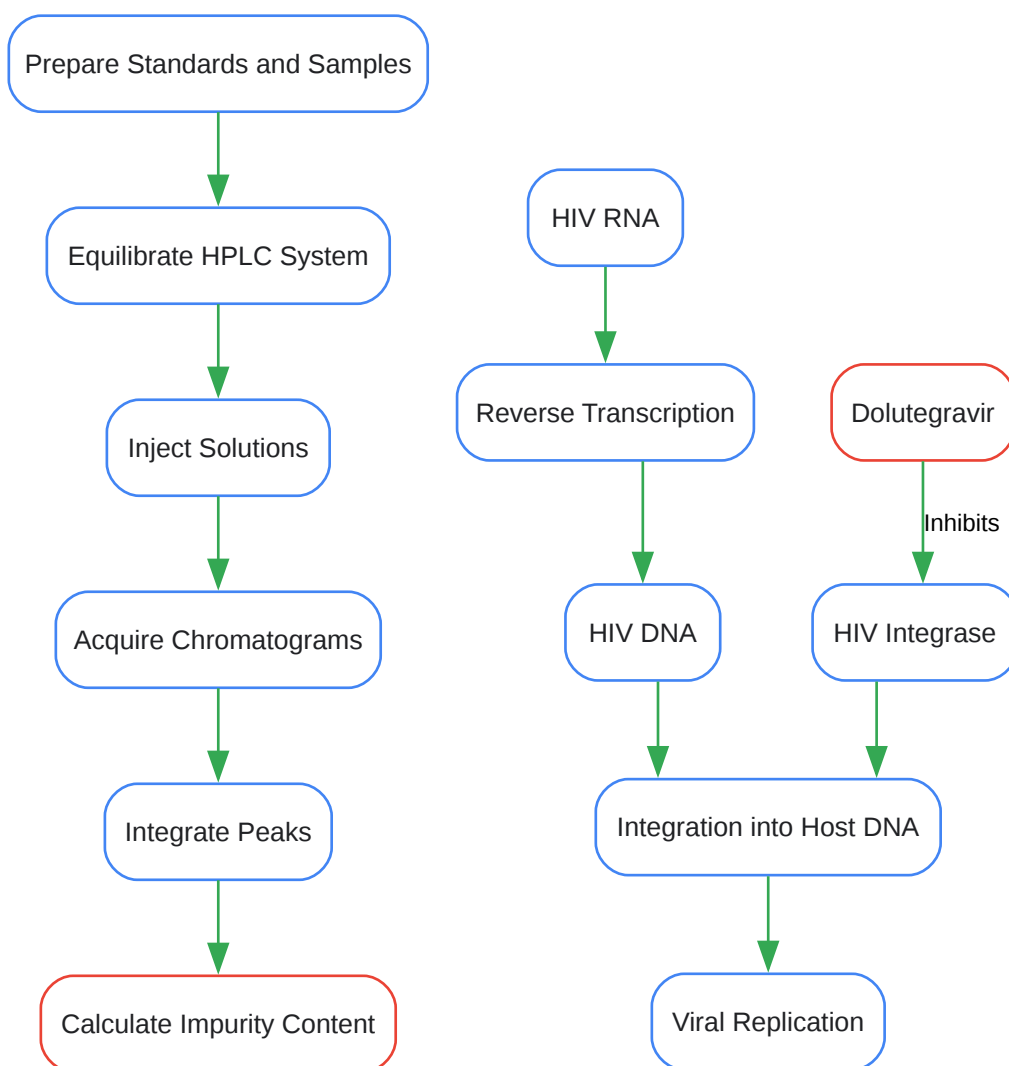 Prepare Standards and Samples
Equilibrate HPLC System
Inject Solutions
Acquire Chromatograms
Integrate Peaks
Calculate Impurity Content
HIV RNA
Reverse Transcription
Dolutegravir
Inhibits
HIV DNA
HIV Integrase
Integration into Host DNA
Viral Replication